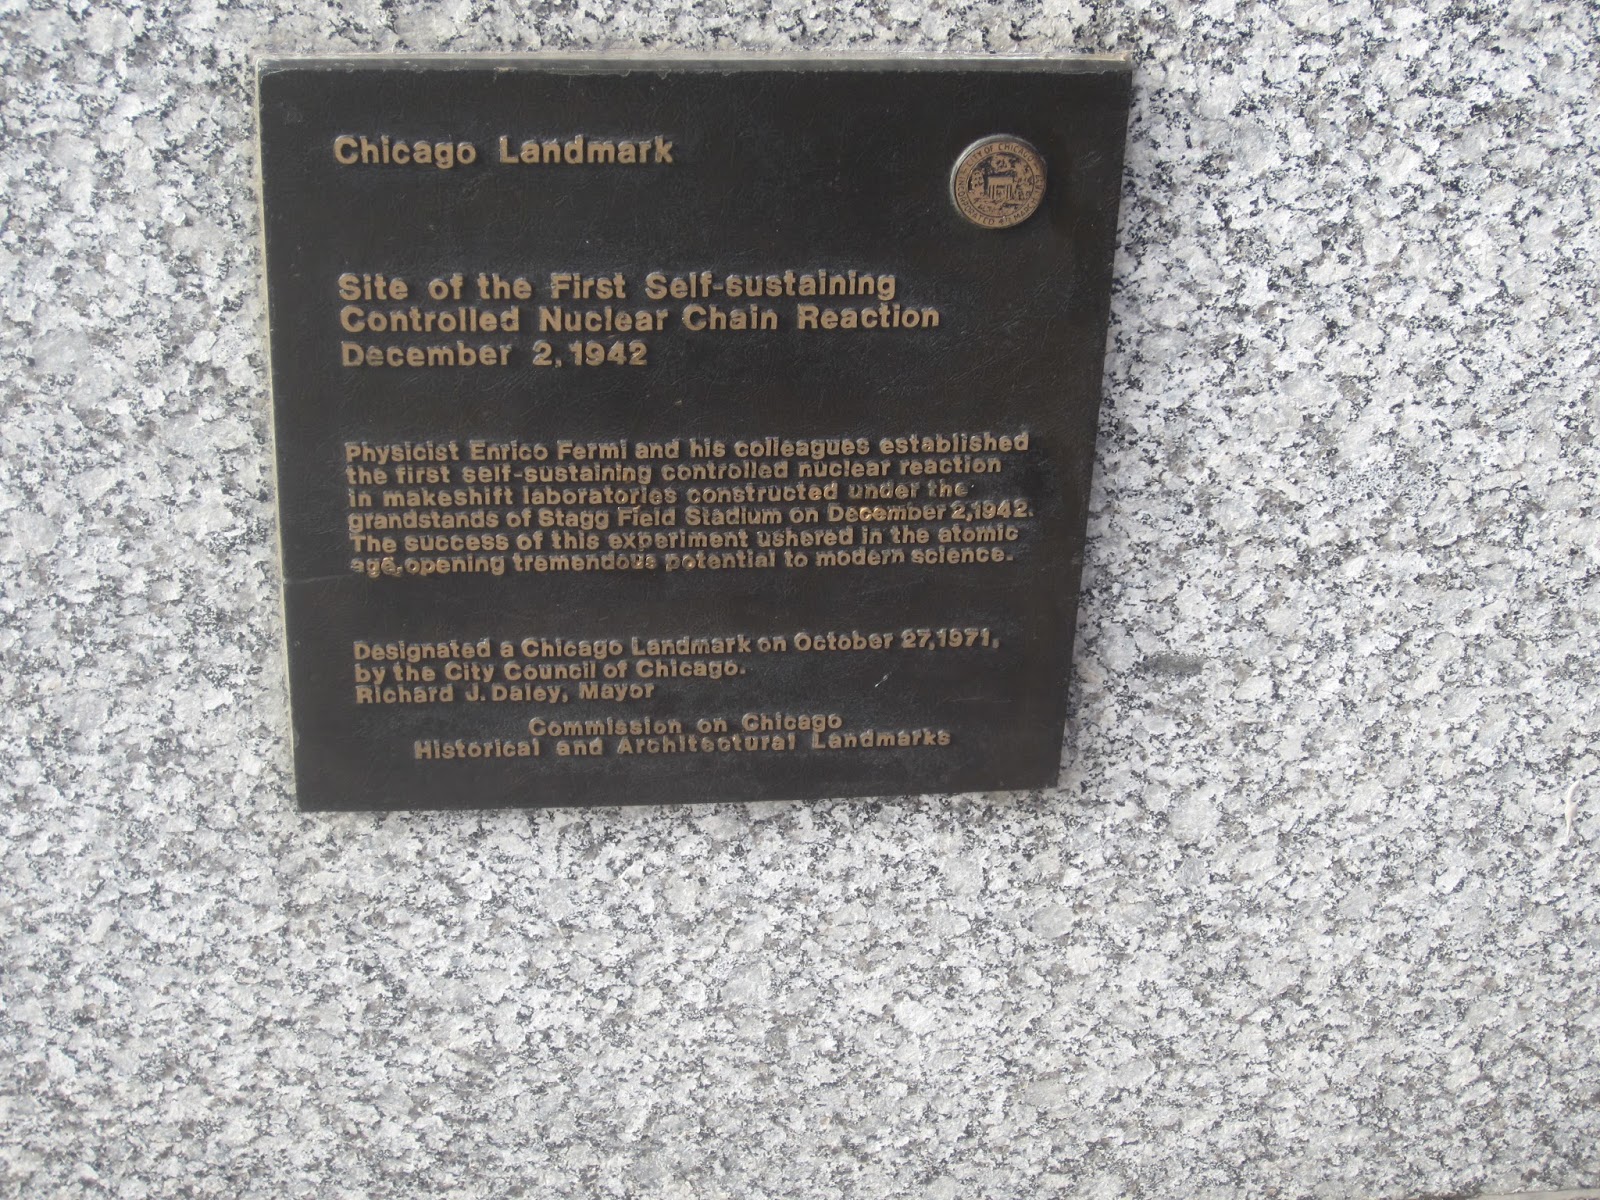 Chicago Landmark
CITY OF CHICAGO
INCORPORATED
Site of the First Self-sustaining
Controlled Nuclear Chain Reaction
December 2, 1942
Physicist Enrico Fermi and his colleagues established
the first self-sustaining controlled nuclear reaction
in makeshift laboratories constructed under the
grandstands of Stagg Field Stadium on December 2,1942.
The success of this experiment ushered in the atomic
age, opening tremendous potential to modern science.
Designated a Chicago Landmark on October 27,1971,
by the City Council of Chicago.
Richard J. Daley, Mayor
Commission on Chicago
Historical and Architectural Landmarks